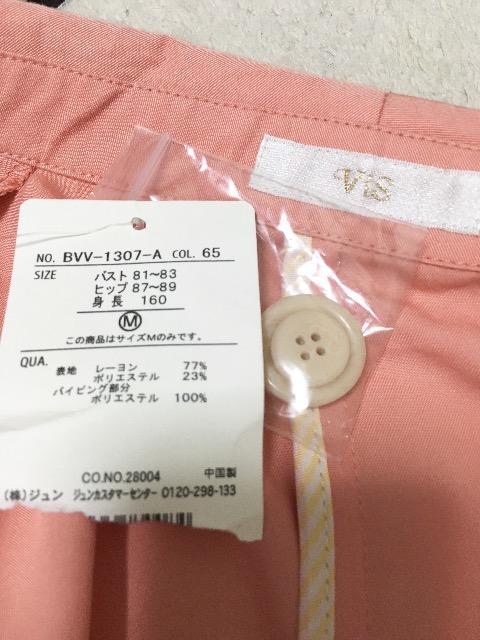 ViS
NO. BVV-1307-A COL. 65
SIZE バスト 81～83
ヒップ 87～89
身長 160
M
この商品はサイズMのみです。
QUA.
表地 レーヨン 77%
ポリエステル 23%
パイピング部分
ポリエステル 100%
CO.NO.28004 中国製
(株)ジュン ジュンカスタマーセンター 0120-298-133